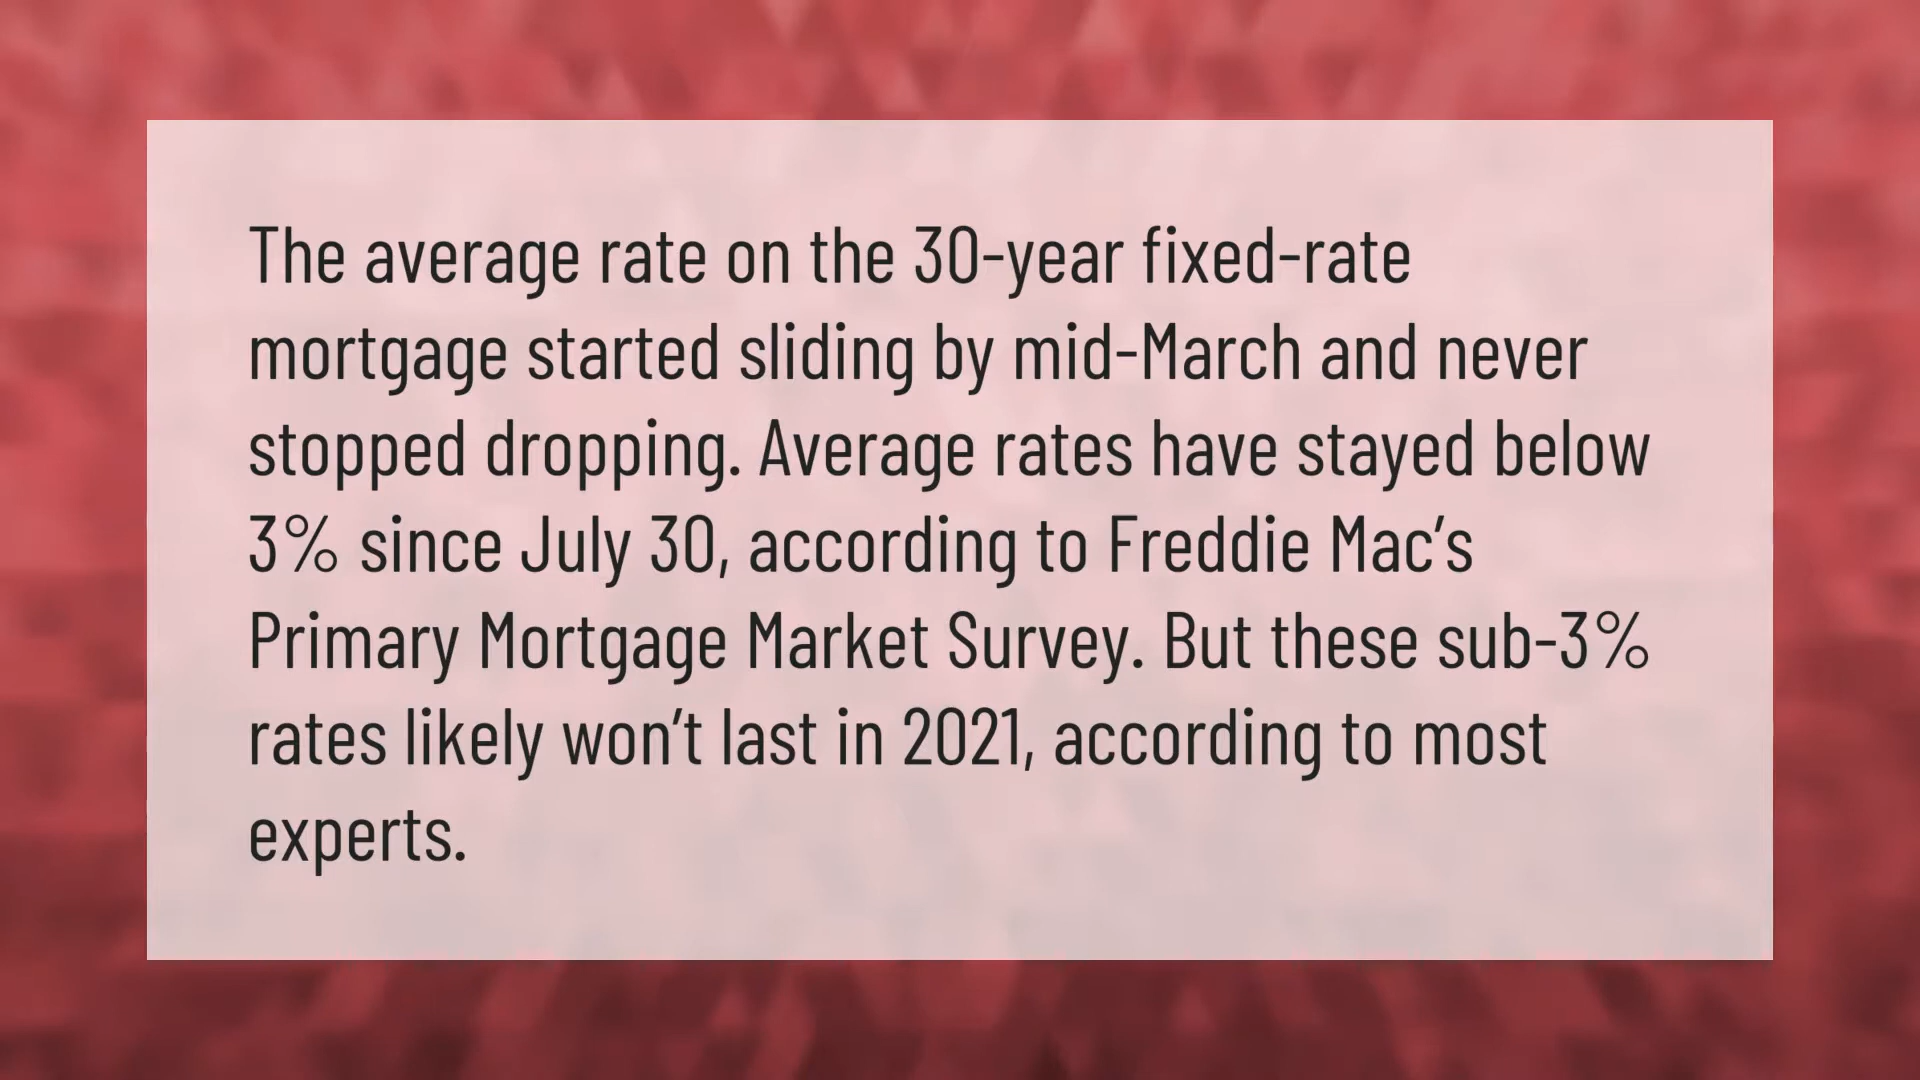 The average rate on the 30-year fixed-rate
mortgage started sliding by mid-March and never
stopped dropping. Average rates have stayed below
3% since July 30, according to Freddie Mac’s
Primary Mortgage Market Survey. But these sub-3%
rates likely won’t last in 2021, according to most
experts.